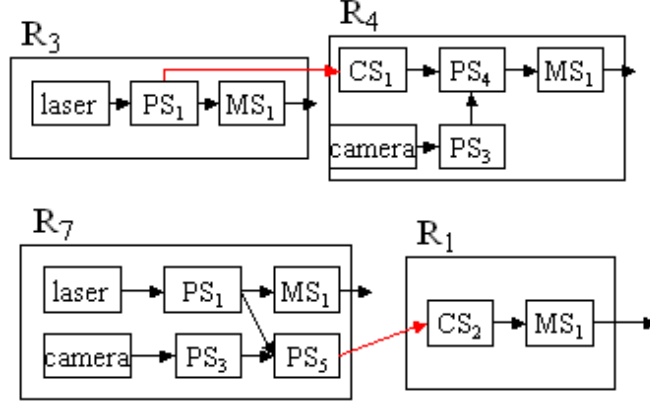 R₃
R₄
laser PS₁ MS₁
CS₁ PS₄ MS₁
camera PS₃
R₇
R₁
laser PS₁ MS₁
camera PS₃ PS₅
CS₂ MS₁